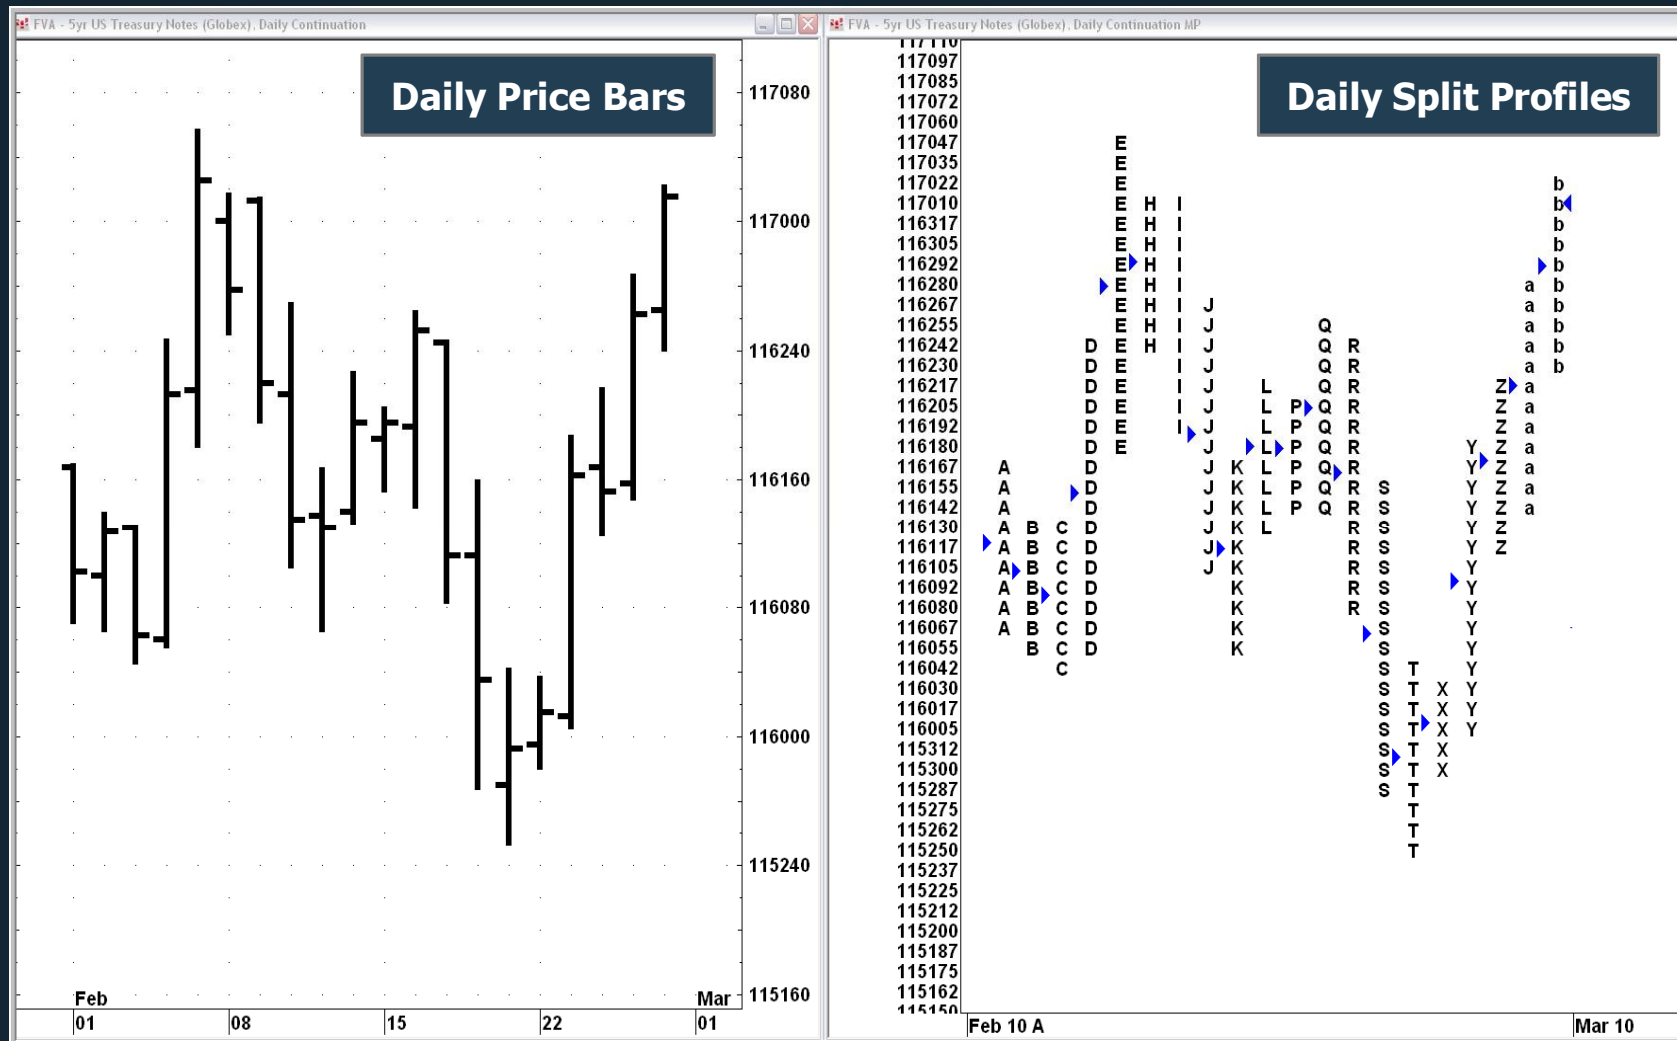 FVA - 5yr US Treasury Notes (Globex), Daily Continuation
Daily Price Bars
117080
117000
116240
116160
116080
116000
115240
115160
Feb
Mar
01
08
15
22
01
FVA - 5yr US Treasury Notes (Globex), Daily Continuation MP
Daily Split Profiles
117110
117097
117085
117072
117060
117047 E
117035 E
117022 E b
117010 E H I b
116317 E H I b
116305 E H I b
116292 E H I b
116280 E H I a b
116267 E H I J a b
116255 E H I J Q a b
116242 D E H I J Q R a b
116230 D E I J Q R a b
116217 D E I J L Q R Z a
116205 D E I J L P Q R Z a
116192 D E I J L P Q R Z a
116180 D E J L P Q R Y Z a
116167 A D J K L P Q R Y Z a
116155 A D J K L P Q R S Y Z a
116142 A D J K L P Q R S Y Z a
116130 A B C D J K L R S Y Z
116117 A B C D J K R S Y Z
116105 A B C D J K R S Y
116092 A B C D K R S Y
116080 A B C D K R S Y
116067 A B C D K S Y
116055 B C D K S Y
116042 C S T Y
116030 S T X Y
116017 S T X Y
116005 S T X Y
115312 S T X
115300 S T X
115287 S T
115275 T
115262 T
115250 T
115237
115225
115212
115200
115187
115175
115162
115150
Feb 10 A
Mar 10